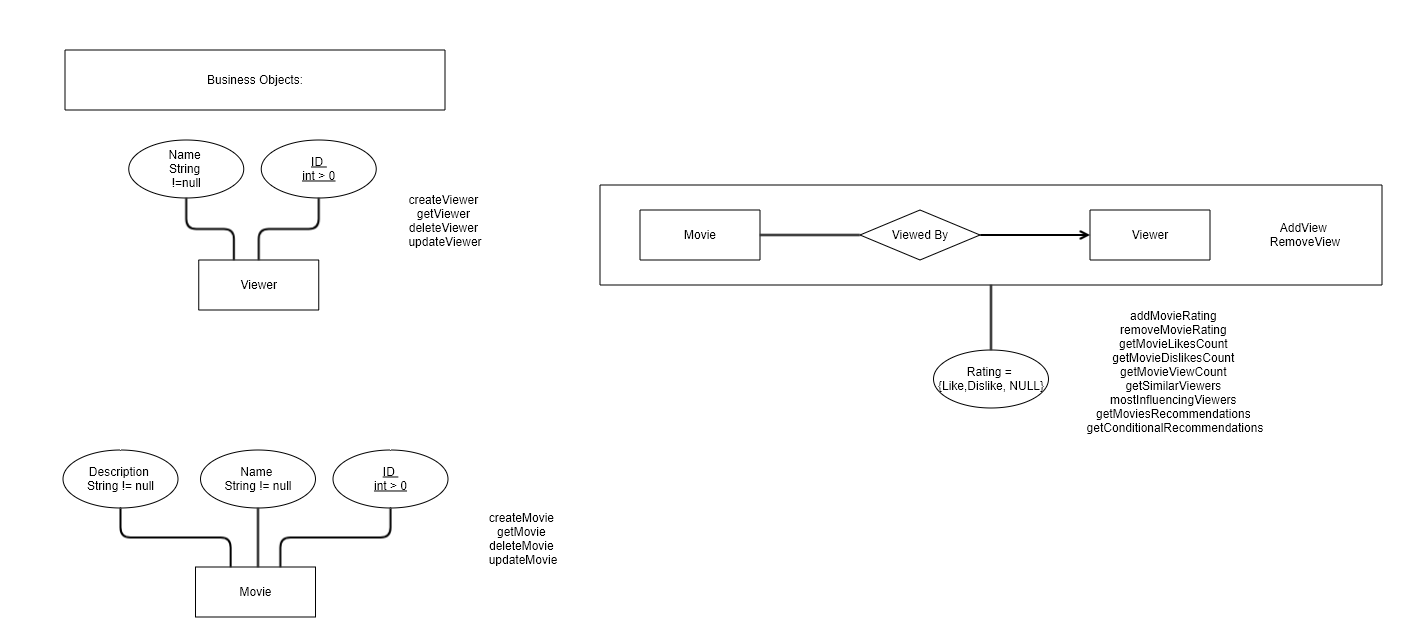 Business Objects:
Name
String
!=null
ID
int > 0
createViewer
getViewer
deleteViewer
updateViewer
Viewer
Movie
Viewed By
Viewer
AddView
RemoveView
Rating =
{Like,Dislike, NULL}
addMovieRating
removeMovieRating
getMovieLikesCount
getMovieDislikesCount
getMovieViewCount
getSimilarViewers
mostInfluencingViewers
getMoviesRecommendations
getConditionalRecommendations
Description
String != null
Name
String != null
ID
int > 0
createMovie
getMovie
deleteMovie
updateMovie
Movie